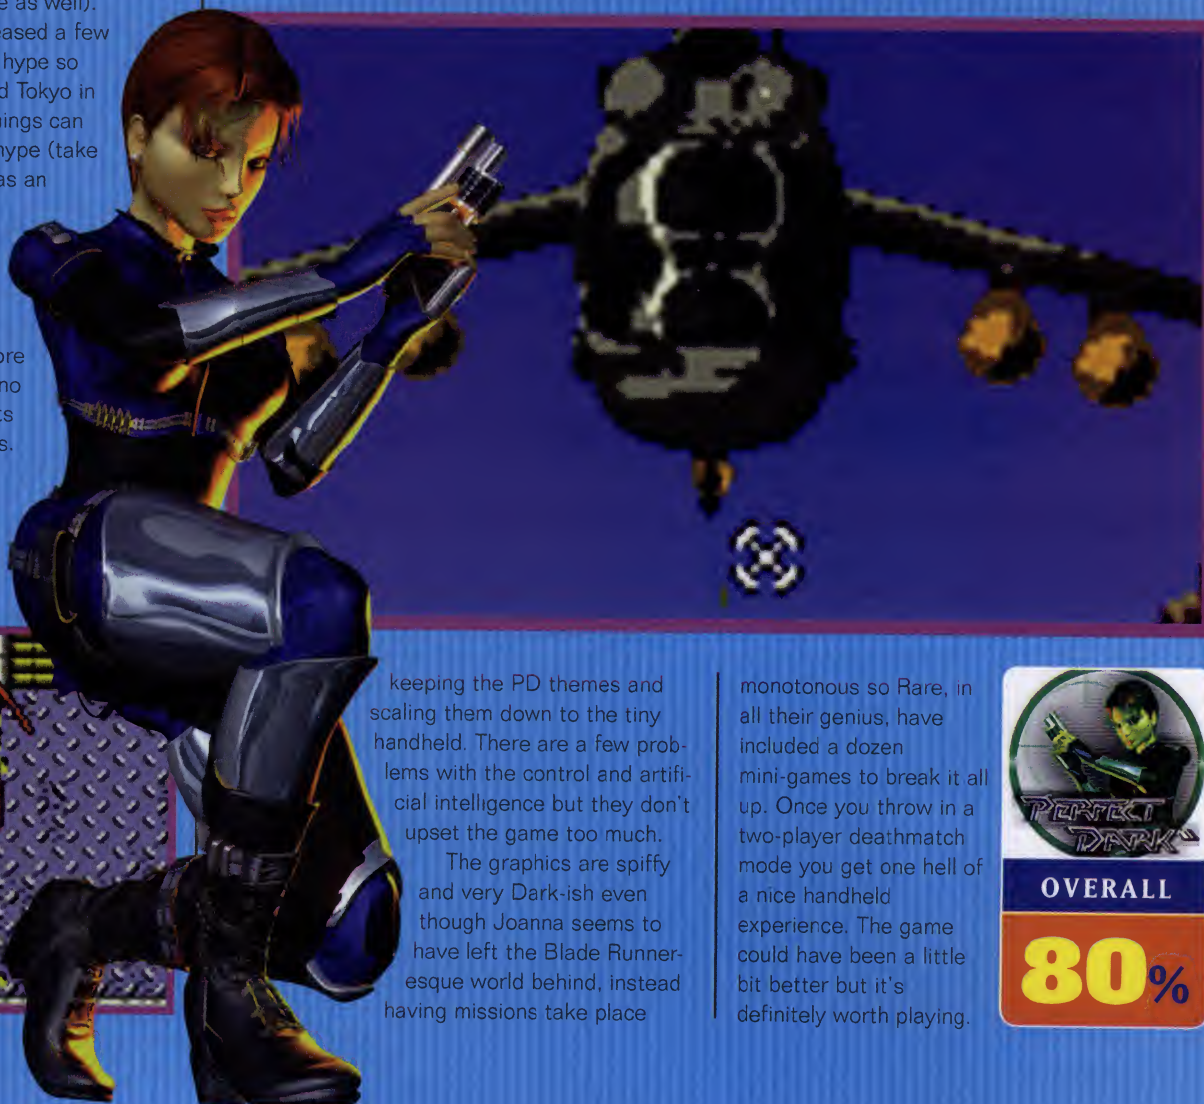 e as well).
eased a few
hype so
d Tokyo in
ings can
hype (take
as an
ore
no
ts
s.
keeping the PD themes and
scaling them down to the tiny
handheld. There are a few prob-
lems with the control and artifi-
cial intelligence but they don't
upset the game too much.
The graphics are spiffy
and very Dark-ish even
though Joanna seems to
have left the Blade Runner-
esque world behind, instead
having missions take place
monotonous so Rare, in
all their genius, have
included a dozen
mini-games to break it all
up. Once you throw in a
two-player deathmatch
mode you get one hell of
a nice handheld
experience. The game
could have been a little
bit better but it's
definitely worth playing.
PERFECT
DARK™
OVERALL
80%